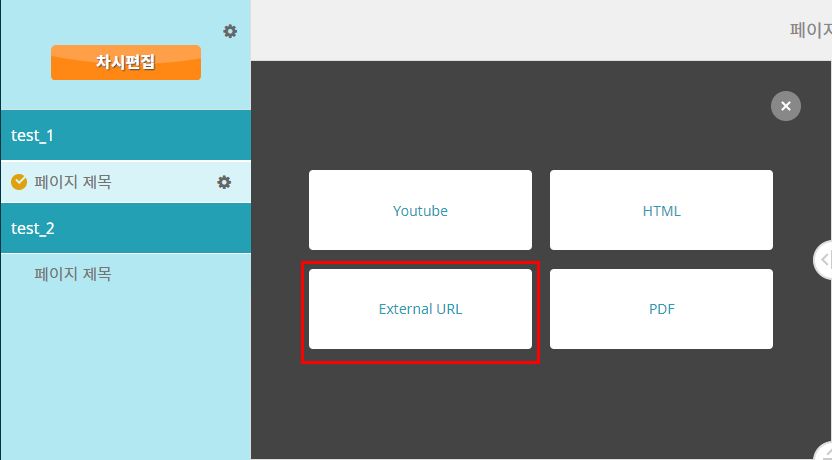 차시편집
test_1
페이지 제목
test_2
페이지 제목
페이지
Youtube
HTML
External URL
PDF